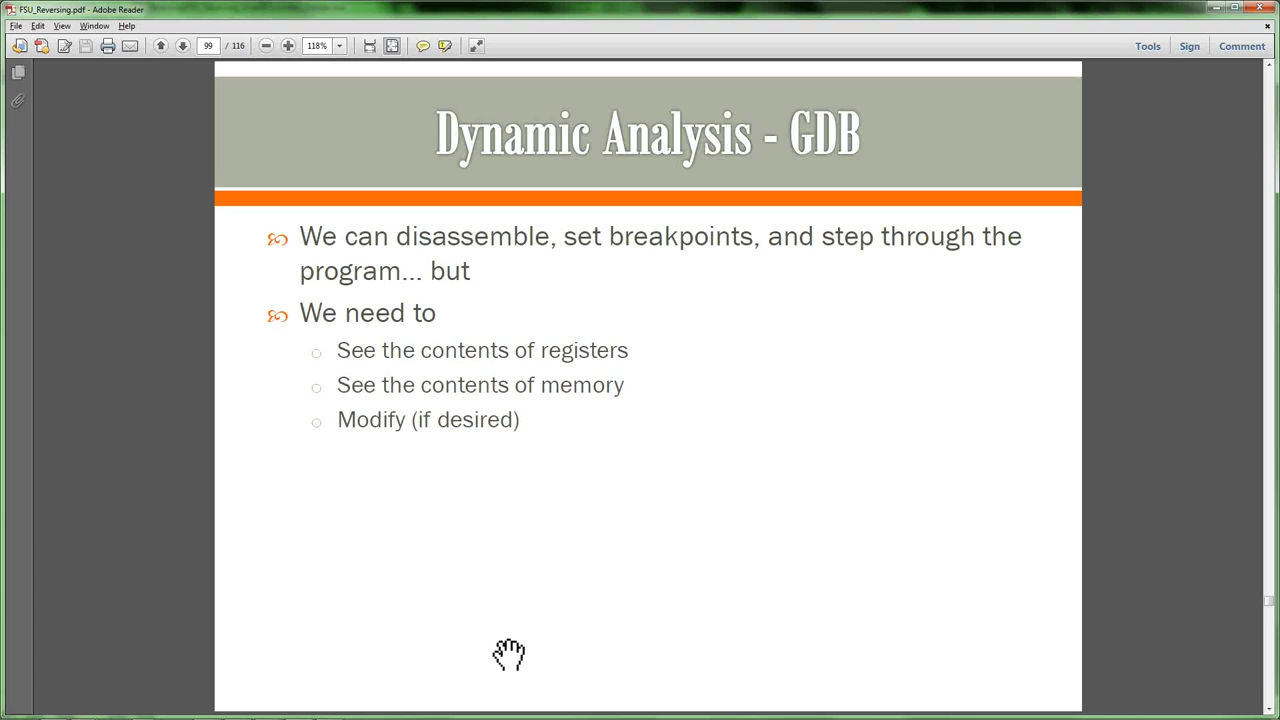 FSU_Reversing.pdf - Adobe Reader
File Edit View Window Help
99 / 116 118% Tools Sign Comment
Dynamic Analysis - GDB
We can disassemble, set breakpoints, and step through the
program... but
We need to
See the contents of registers
See the contents of memory
Modify (if desired)